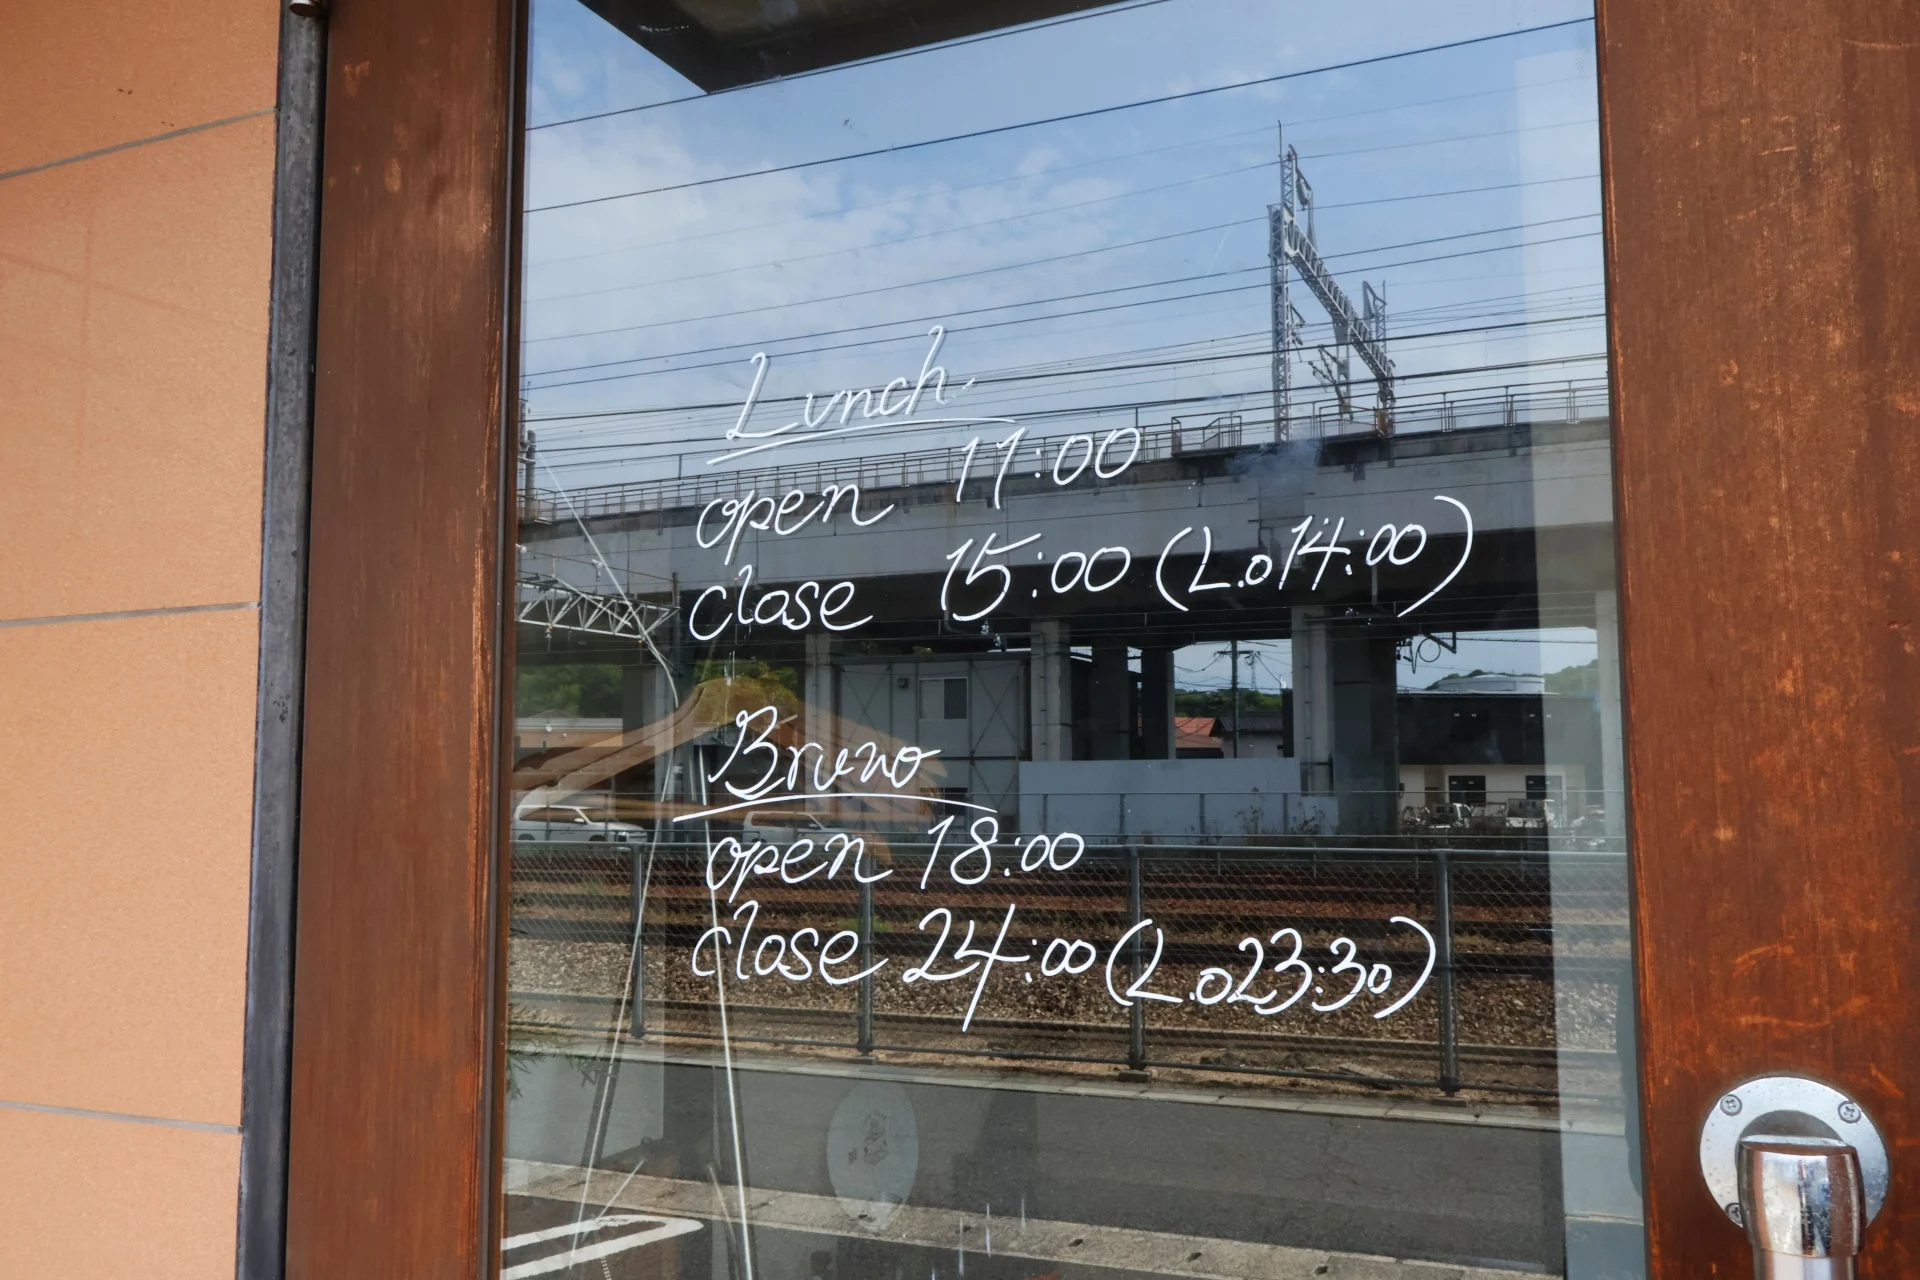 Lunch.
open 11:00
close 15:00 (L.o14:00)
Bruno
open 18:00
close 24:00 (L.o23:30)